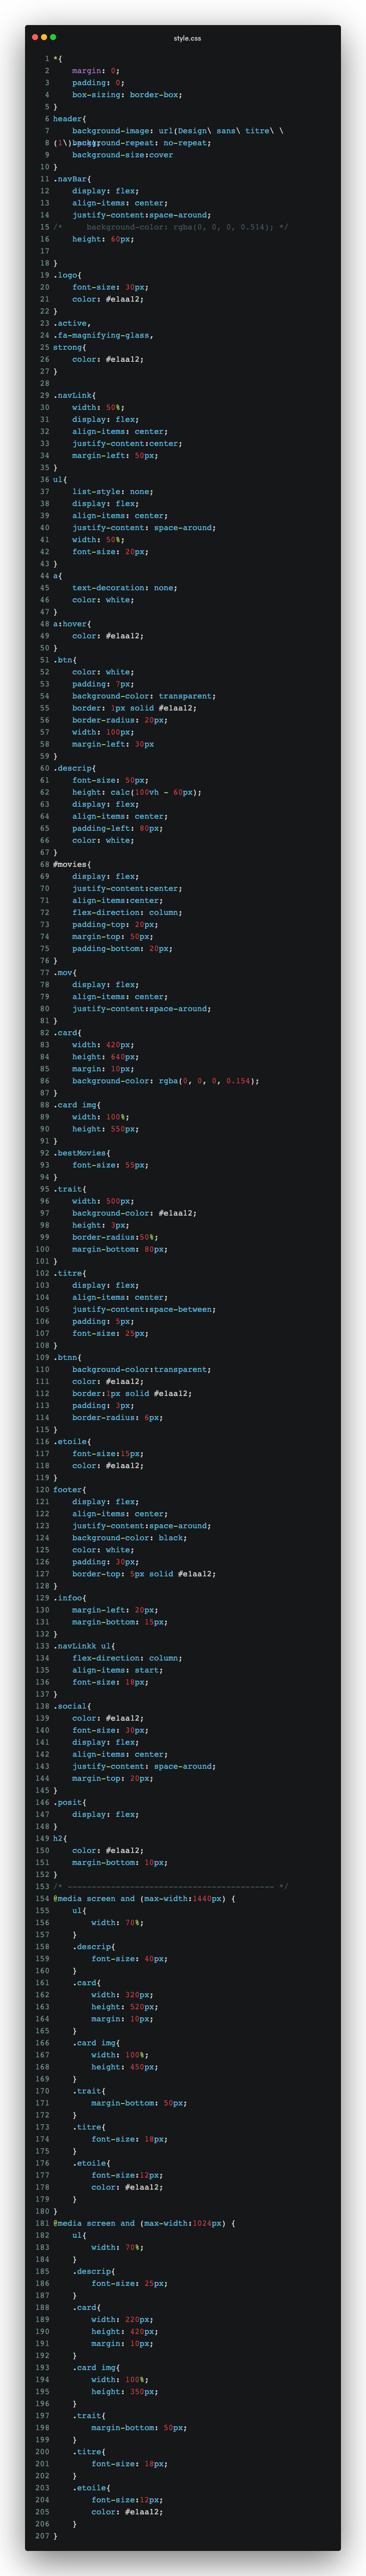 style.css
1 *{
2 margin: 0;
3 padding: 0;
4 box-sizing: border-box;
5 }
6 header{
7 background-image: url(Design\ sans\ titre\ \
8 (1\) background-repeat: no-repeat;
9 background-size:cover
10 }
11 .navBar{
12 display: flex;
13 align-items: center;
14 justify-content:space-around;
15 /* background-color: rgba(0, 0, 0, 0.514); */
16 height: 60px;
17
18 }
19 .logo{
20 font-size: 30px;
21 color: #e1aa12;
22 }
23 .active,
24 .fa-magnifying-glass,
25 strong{
26 color: #e1aa12;
27 }
28
29 .navLink{
30 width: 50%;
31 display: flex;
32 align-items: center;
33 justify-content:center;
34 margin-left: 50px;
35 }
36 ul{
37 list-style: none;
38 display: flex;
39 align-items: center;
40 justify-content: space-around;
41 width: 50%;
42 font-size: 20px;
43 }
44 a{
45 text-decoration: none;
46 color: white;
47 }
48 a:hover{
49 color: #e1aa12;
50 }
51 .btn{
52 color: white;
53 padding: 7px;
54 background-color: transparent;
55 border: 1px solid #e1aa12;
56 border-radius: 20px;
57 width: 100px;
58 margin-left: 30px
59 }
60 .descrip{
61 font-size: 50px;
62 height: calc(100vh - 60px);
63 display: flex;
64 align-items: center;
65 padding-left: 80px;
66 color: white;
67 }
68 #movies{
69 display: flex;
70 justify-content:center;
71 align-items:center;
72 flex-direction: column;
73 padding-top: 20px;
74 margin-top: 50px;
75 padding-bottom: 20px;
76 }
77 .mov{
78 display: flex;
79 align-items: center;
80 justify-content:space-around;
81 }
82 .card{
83 width: 420px;
84 height: 640px;
85 margin: 10px;
86 background-color: rgba(0, 0, 0, 0.154);
87 }
88 .card img{
89 width: 100%;
90 height: 550px;
91 }
92 .bestMovies{
93 font-size: 55px;
94 }
95 .trait{
96 width: 500px;
97 background-color: #e1aa12;
98 height: 3px;
99 border-radius:50%;
100 margin-bottom: 80px;
101 }
102 .titre{
103 display: flex;
104 align-items: center;
105 justify-content:space-between;
106 padding: 5px;
107 font-size: 25px;
108 }
109 .btnn{
110 background-color:transparent;
111 color: #e1aa12;
112 border:1px solid #e1aa12;
113 padding: 3px;
114 border-radius: 6px;
115 }
116 .etoile{
117 font-size:15px;
118 color: #e1aa12;
119 }
120 footer{
121 display: flex;
122 align-items: center;
123 justify-content:space-around;
124 background-color: black;
125 color: white;
126 padding: 30px;
127 border-top: 5px solid #e1aa12;
128 }
129 .infoo{
130 margin-left: 20px;
131 margin-bottom: 15px;
132 }
133 .navLinkk ul{
134 flex-direction: column;
135 align-items: start;
136 font-size: 18px;
137 }
138 .social{
139 color: #e1aa12;
140 font-size: 30px;
141 display: flex;
142 align-items: center;
143 justify-content: space-around;
144 margin-top: 20px;
145 }
146 .posit{
147 display: flex;
148 }
149 h2{
150 color: #e1aa12;
151 margin-bottom: 10px;
152 }
153 /* ------------------------------------------- */
154 @media screen and (max-width:1440px) {
155 ul{
156 width: 70%;
157 }
158 .descrip{
159 font-size: 40px;
160 }
161 .card{
162 width: 320px;
163 height: 520px;
164 margin: 10px;
165 }
166 .card img{
167 width: 100%;
168 height: 450px;
169 }
170 .trait{
171 margin-bottom: 50px;
172 }
173 .titre{
174 font-size: 18px;
175 }
176 .etoile{
177 font-size:12px;
178 color: #e1aa12;
179 }
180 }
181 @media screen and (max-width:1024px) {
182 ul{
183 width: 70%;
184 }
185 .descrip{
186 font-size: 25px;
187 }
188 .card{
189 width: 220px;
190 height: 420px;
191 margin: 10px;
192 }
193 .card img{
194 width: 100%;
195 height: 350px;
196 }
197 .trait{
198 margin-bottom: 50px;
199 }
200 .titre{
201 font-size: 18px;
202 }
203 .etoile{
204 font-size:12px;
205 color: #e1aa12;
206 }
207 }